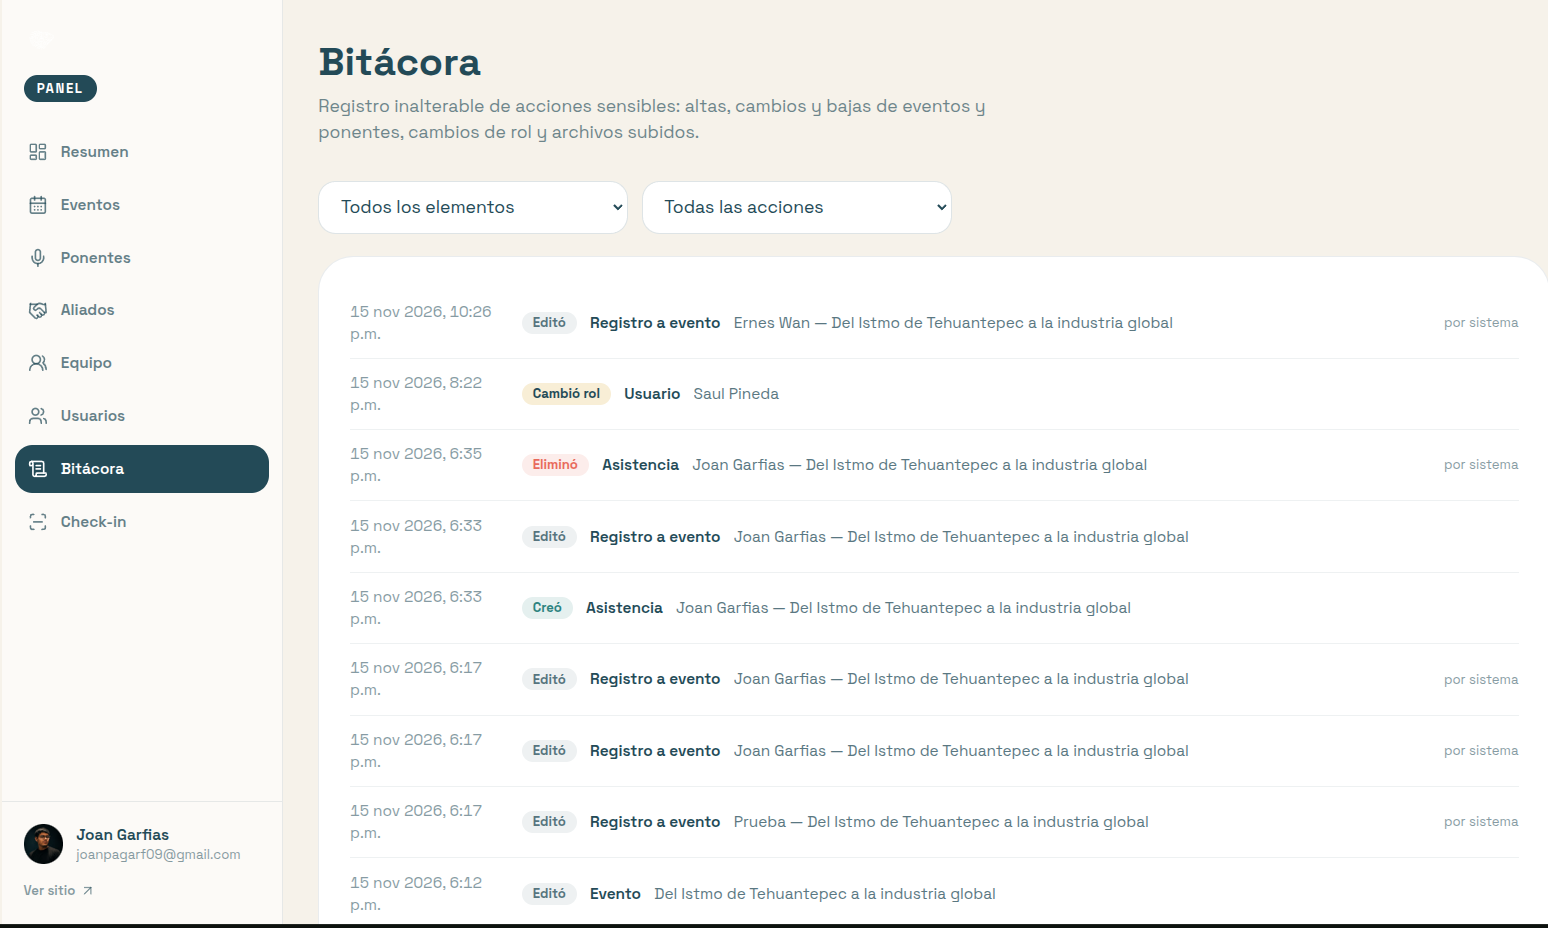 PANEL
Resumen
Eventos
Ponentes
Aliados
Equipo
Usuarios
Bitácora
Check-in
Joan Garfias
joanpagarf09@gmail.com
Ver sitio
Bitácora
Registro inalterable de acciones sensibles: altas, cambios y bajas de eventos y
ponentes, cambios de rol y archivos subidos.
Todos los elementos
Todas las acciones
15 nov 2026, 10:26
p.m.
Editó Registro a evento Ernes Wan — Del Istmo de Tehuantepec a la industria global por sistema
15 nov 2026, 8:22
p.m.
Cambió rol Usuario Saul Pineda
15 nov 2026, 6:35
p.m.
Eliminó Asistencia Joan Garfias — Del Istmo de Tehuantepec a la industria global por sistema
15 nov 2026, 6:33
p.m.
Editó Registro a evento Joan Garfias — Del Istmo de Tehuantepec a la industria global
15 nov 2026, 6:33
p.m.
Creó Asistencia Joan Garfias — Del Istmo de Tehuantepec a la industria global
15 nov 2026, 6:17
p.m.
Editó Registro a evento Joan Garfias — Del Istmo de Tehuantepec a la industria global por sistema
15 nov 2026, 6:17
p.m.
Editó Registro a evento Joan Garfias — Del Istmo de Tehuantepec a la industria global por sistema
15 nov 2026, 6:17
p.m.
Editó Registro a evento Prueba — Del Istmo de Tehuantepec a la industria global por sistema
15 nov 2026, 6:12
p.m.
Editó Evento Del Istmo de Tehuantepec a la industria global